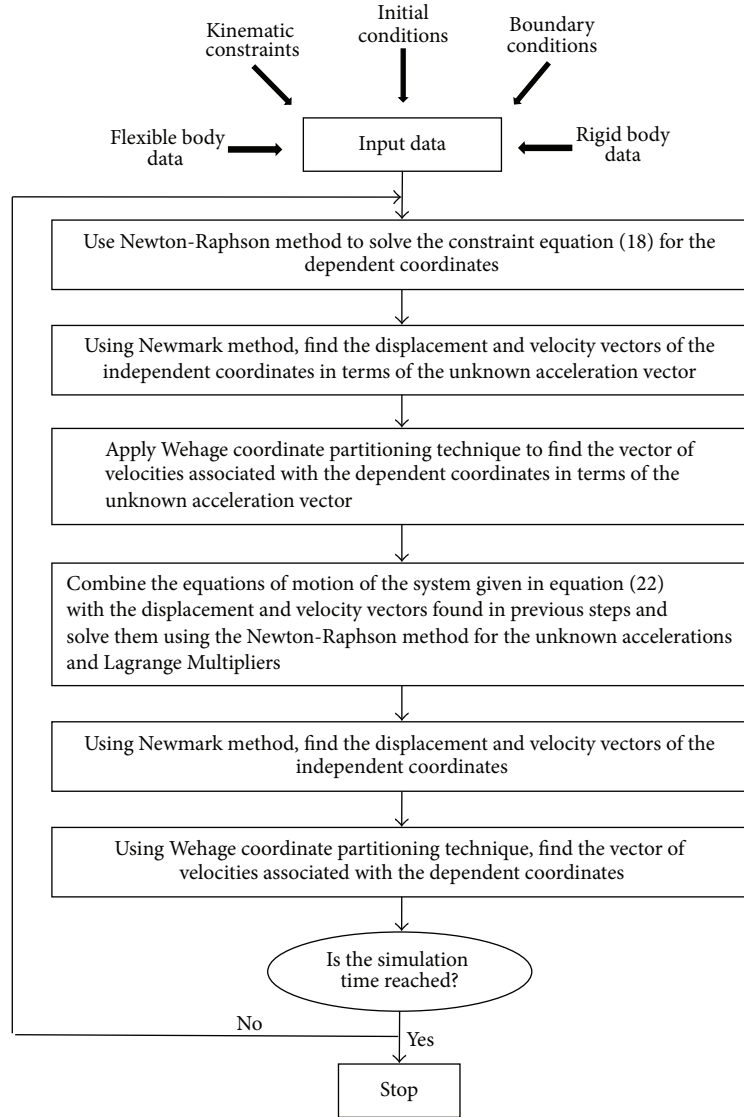 Kinematic
constraints
Initial
conditions
Boundary
conditions
Flexible body
data
Input data
Rigid body
data
Use Newton-Raphson method to solve the constraint equation (18) for the
dependent coordinates
Using Newmark method, find the displacement and velocity vectors of the
independent coordinates in terms of the unknown acceleration vector
Apply Wehage coordinate partitioning technique to find the vector of
velocities associated with the dependent coordinates in terms of the
unknown acceleration vector
Combine the equations of motion of the system given in equation (22)
with the displacement and velocity vectors found in previous steps and
solve them using the Newton-Raphson method for the unknown accelerations
and Lagrange Multipliers
Using Newmark method, find the displacement and velocity vectors of the
independent coordinates
Using Wehage coordinate partitioning technique, find the vector of
velocities associated with the dependent coordinates
Is the simulation
time reached?
No
Yes
Stop